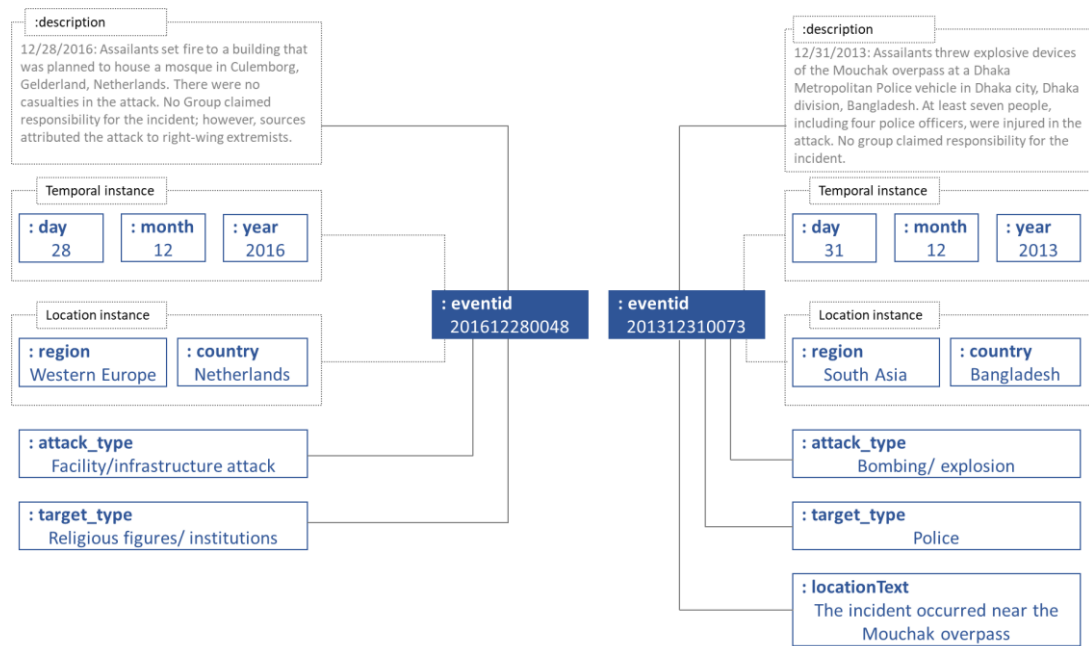 :description
12/28/2016: Assailants set fire to a building that
was planned to house a mosque in Culemborg,
Gelderland, Netherlands. There were no
casualties in the attack. No Group claimed
responsibility for the incident; however, sources
attributed the attack to right-wing extremists.
Temporal instance
: day
28
: month
12
: year
2016
Location instance
: region
Western Europe
: country
Netherlands
: attack_type
Facility/infrastructure attack
: target_type
Religious figures/ institutions
: eventid
201612280048
: eventid
201312310073
:description
12/31/2013: Assailants threw explosive devices
of the Mouchak overpass at a Dhaka
Metropolitan Police vehicle in Dhaka city, Dhaka
division, Bangladesh. At least seven people,
including four police officers, were injured in the
attack. No group claimed responsibility for the
incident.
Temporal instance
: day
31
: month
12
: year
2013
Location instance
: region
South Asia
: country
Bangladesh
: attack_type
Bombing/ explosion
: target_type
Police
: locationText
The incident occurred near the
Mouchak overpass